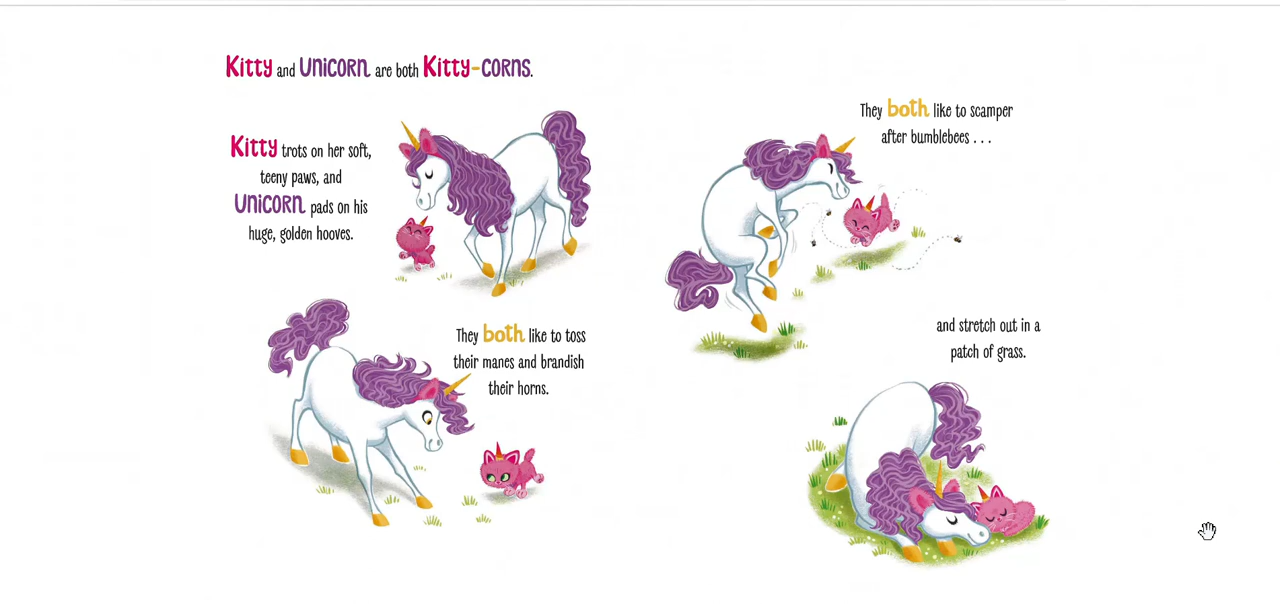 Kitty and UNICORN are both Kitty-CORNS.
Kitty trots on her soft,
teeny paws, and
UNICORN pads on his
huge, golden hooves.
They both like to toss
their manes and brandish
their horns.
They both like to scamper
after bumblebees . . .
and stretch out in a
patch of grass.